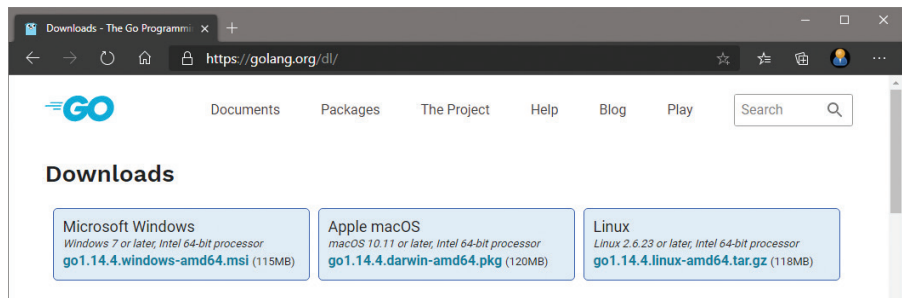 Downloads - The Go Programmi
https://golang.org/dl/
GO Documents Packages The Project Help Blog Play Search
Downloads
Microsoft Windows
Windows 7 or later, Intel 64-bit processor
go1.14.4.windows-amd64.msi (115MB)
Apple macOS
macOS 10.11 or later, Intel 64-bit processor
go1.14.4.darwin-amd64.pkg (120MB)
Linux
Linux 2.6.23 or later, Intel 64-bit processor
go1.14.4.linux-amd64.tar.gz (118MB)